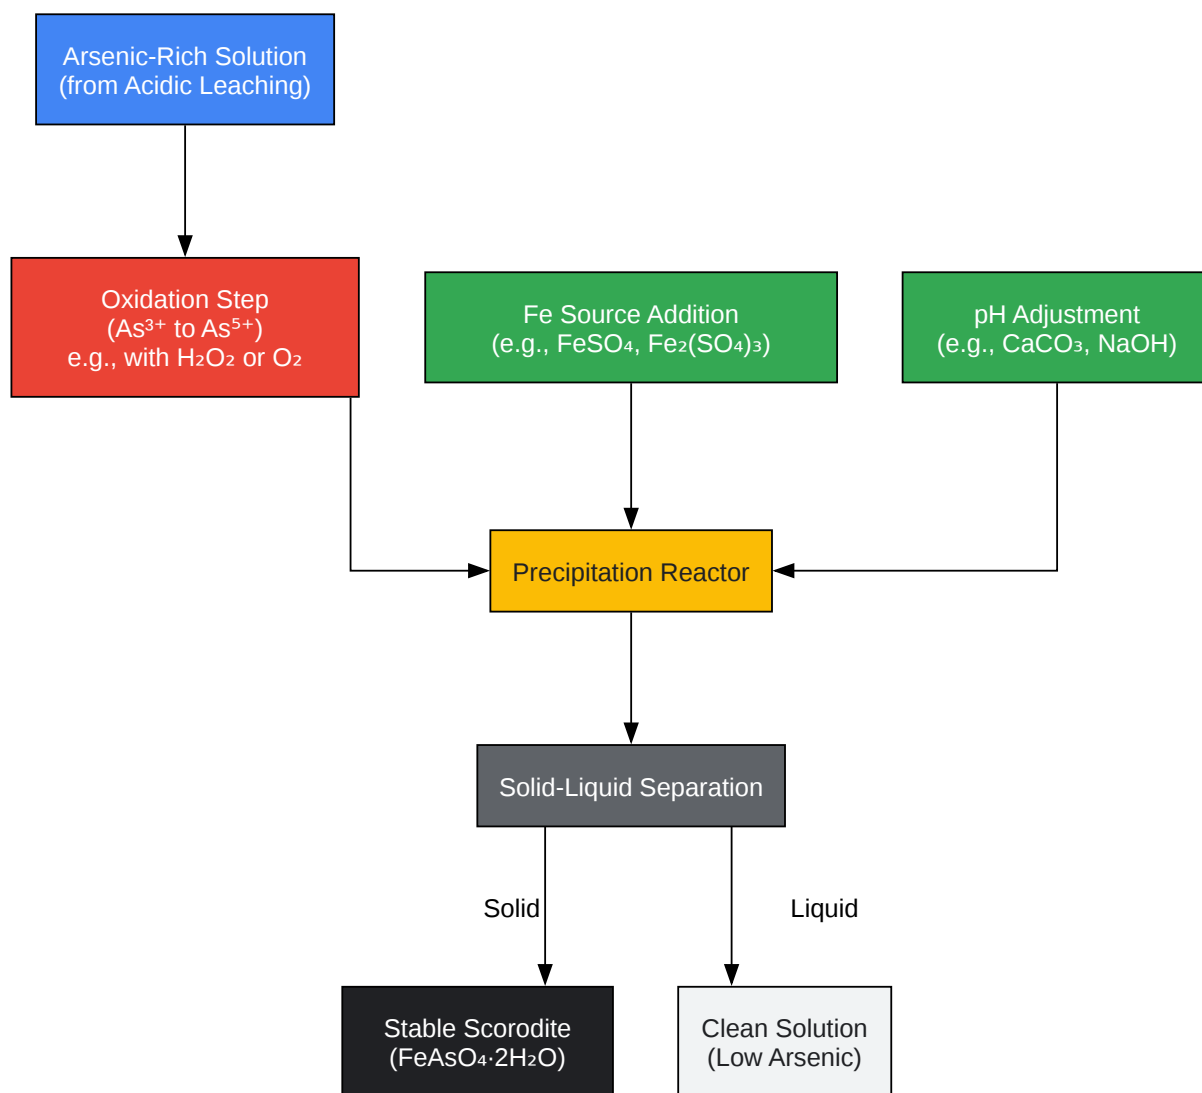 Arsenic-Rich Solution
(from Acidic Leaching)
Oxidation Step
(As³⁺ to As⁵⁺)
e.g., with H₂O₂ or O₂
Fe Source Addition
(e.g., FeSO₄, Fe₂(SO₄)₃)
pH Adjustment
(e.g., CaCO₃, NaOH)
Precipitation Reactor
Solid-Liquid Separation
Solid
Liquid
Stable Scorodite
(FeAsO₄·2H₂O)
Clean Solution
(Low Arsenic)